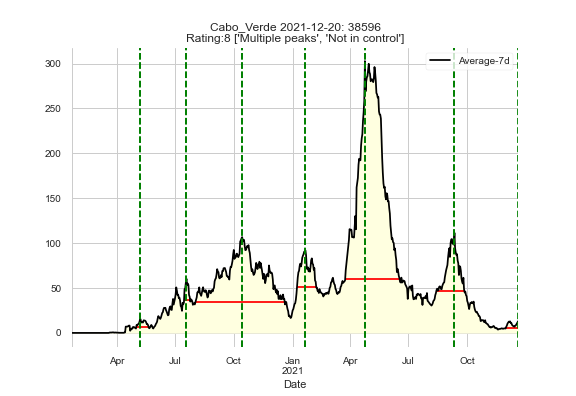 Cabo_Verde 2021-12-20: 38596
Rating:8 ['Multiple peaks', 'Not in control']
Average-7d
300
250
200
150
100
50
0
Apr
Jul
Oct
Jan
2021
Apr
Jul
Oct
Date